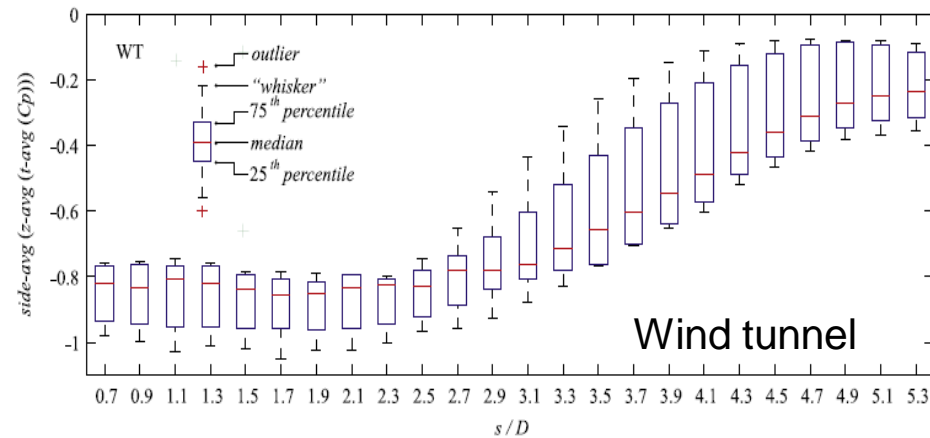 0
WT
outlier
-0.2
"whisker"
75th percentile
-0.4
median
25th percentile
-0.6
-0.8
-1
side-avg (z-avg (t-avg (Cp)))
Wind tunnel
0.7 0.9 1.1 1.3 1.5 1.7 1.9 2.1 2.3 2.5 2.7 2.9 3.1 3.3 3.5 3.7 3.9 4.1 4.3 4.5 4.7 4.9 5.1 5.3
s/D